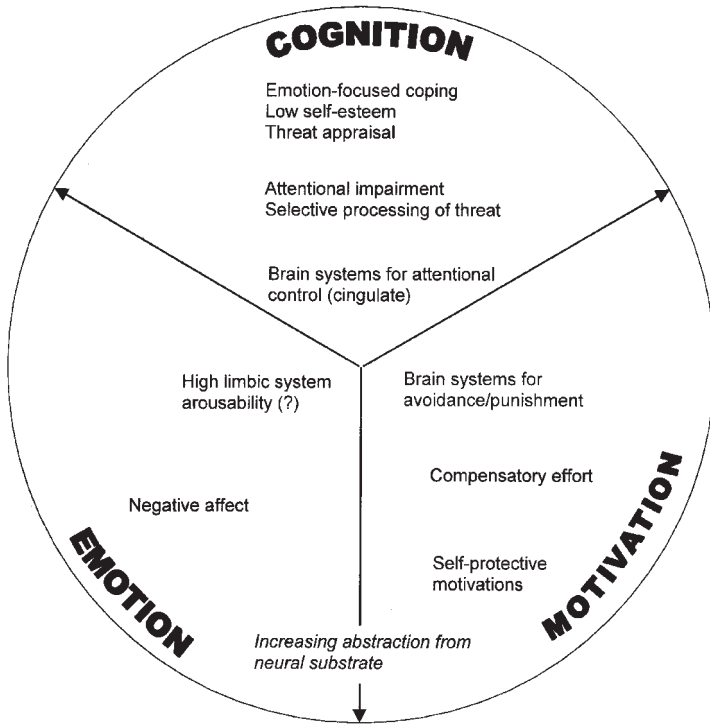 COGNITION
Emotion-focused coping
Low self-esteem
Threat appraisal
Attentional impairment
Selective processing of threat
Brain systems for attentional
control (cingulate)
High limbic system
arousability (?)
Negative affect
EMOTION
Brain systems for
avoidance/punishment
Compensatory effort
Self-protective
motivations
MOTIVATION
Increasing abstraction from
neural substrate